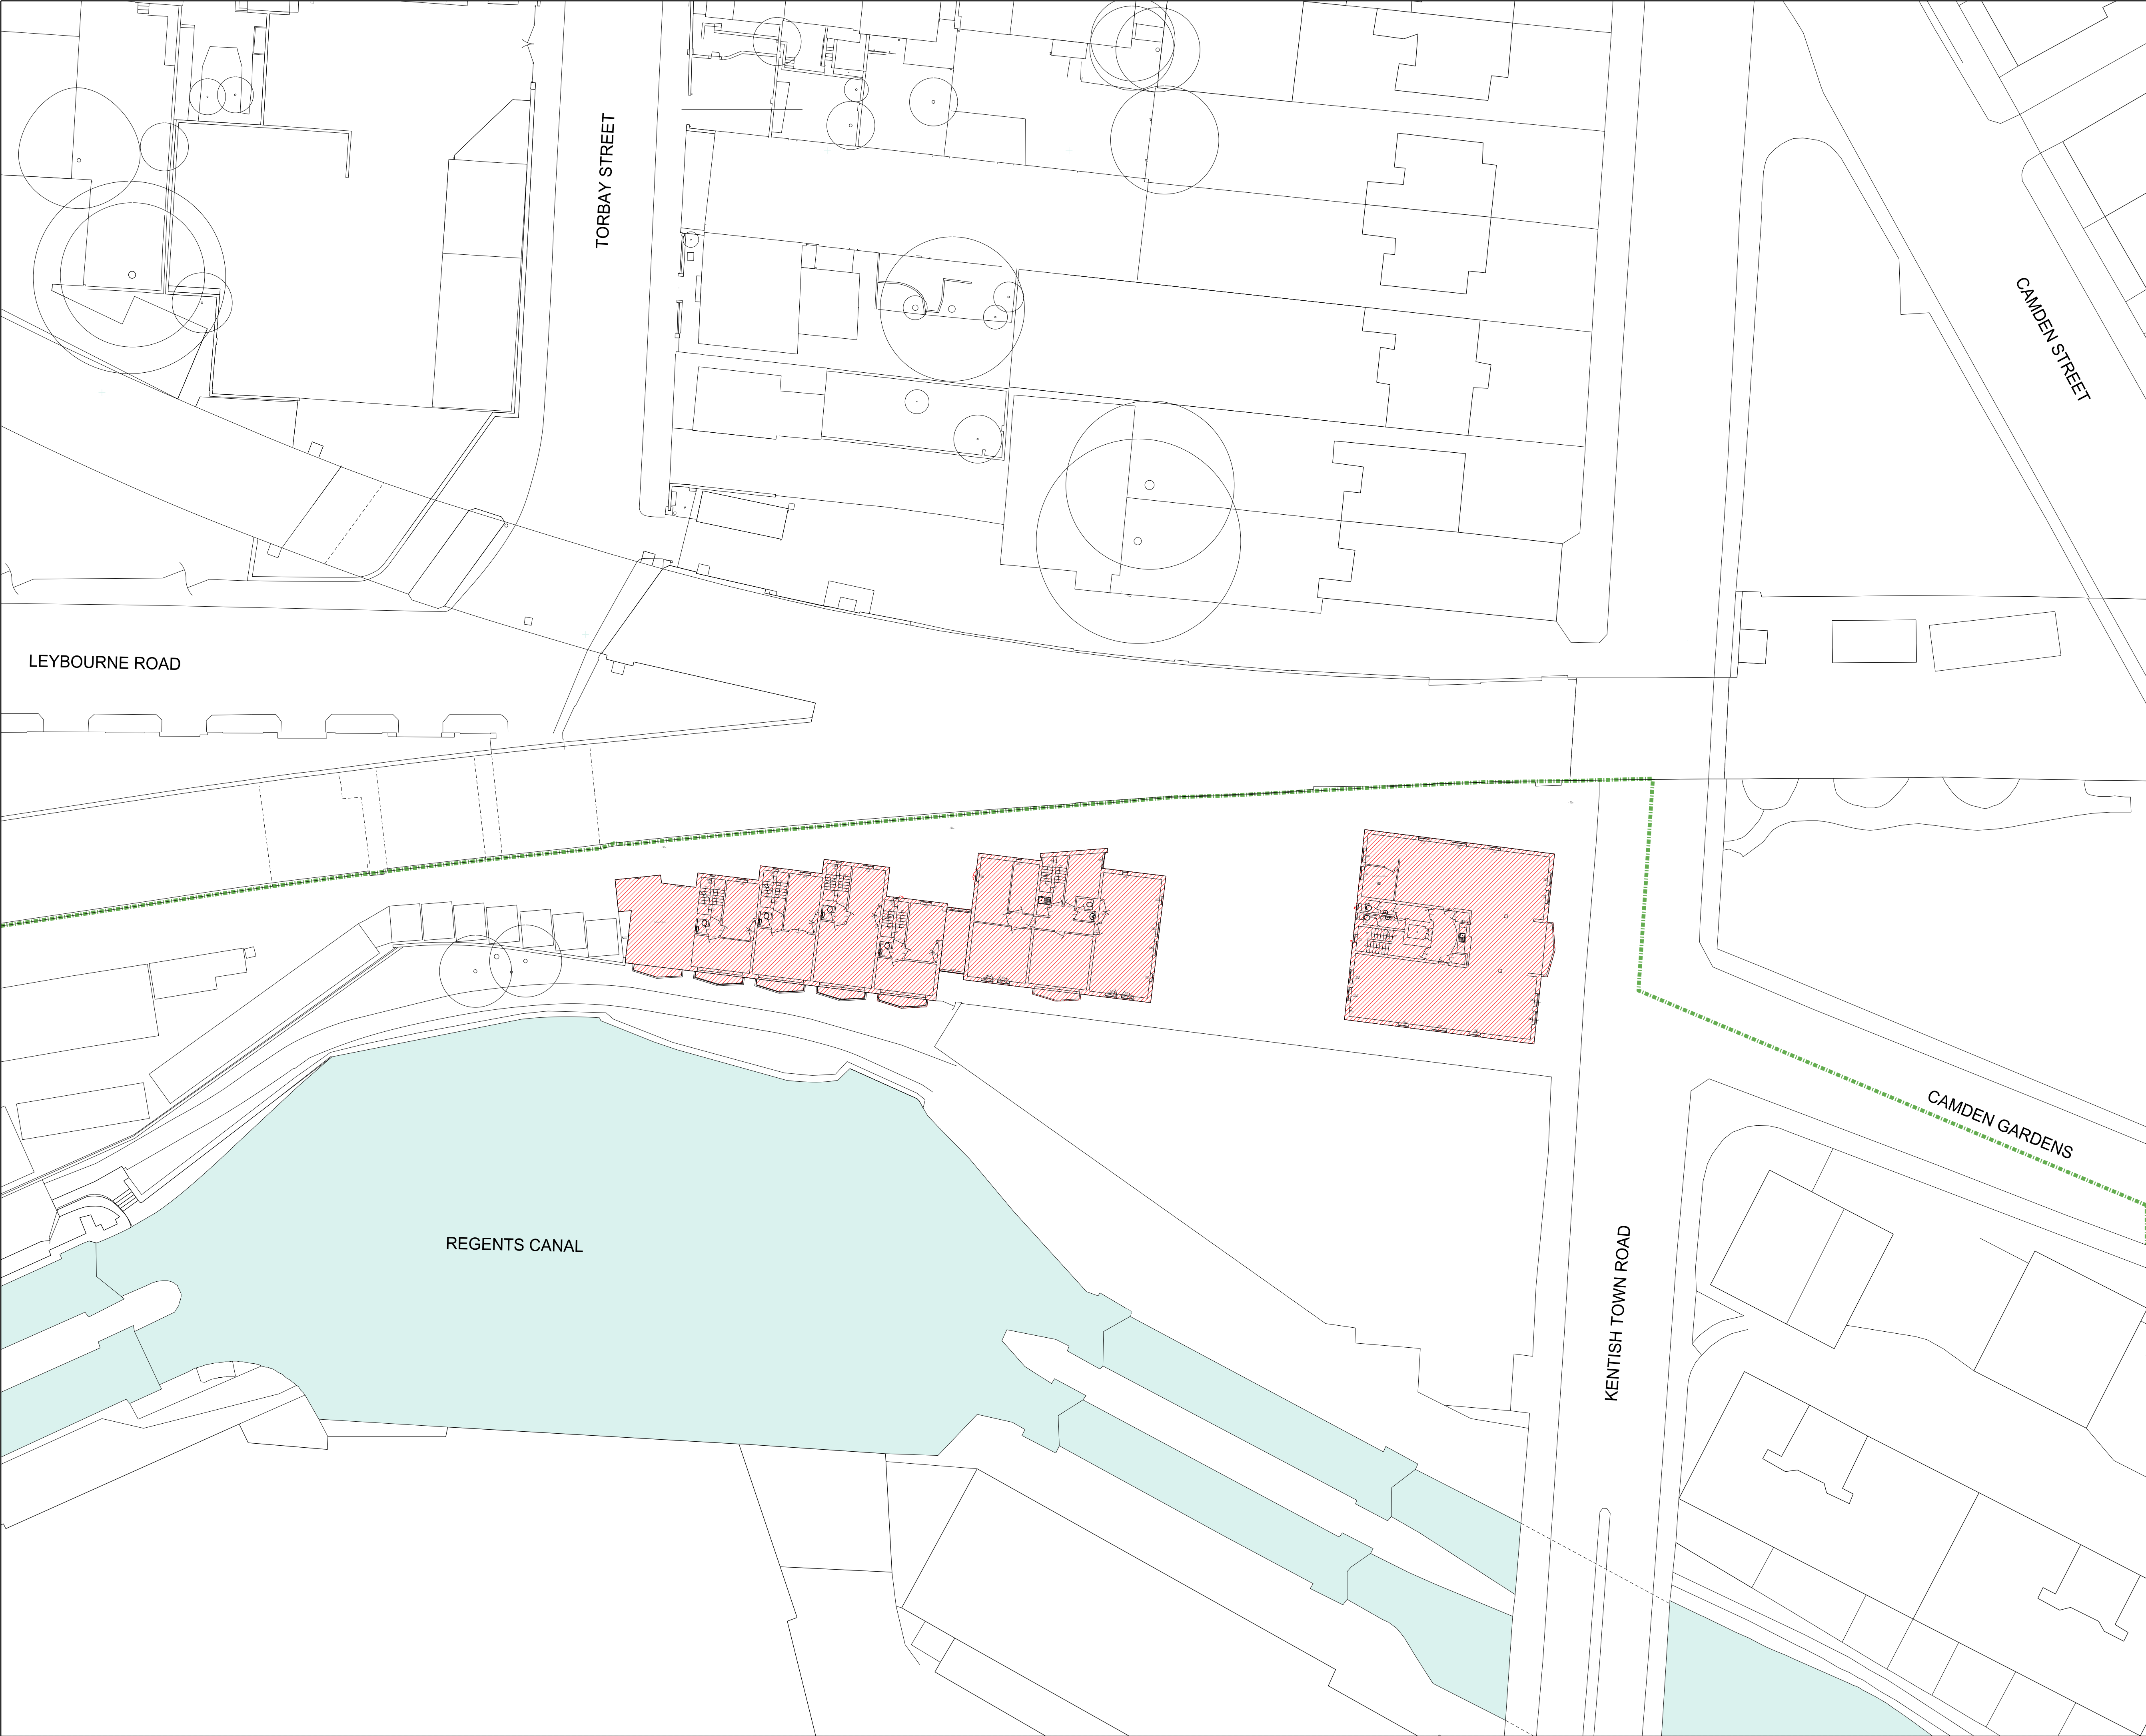 TORBAY STREET
CAMDEN STREET
LEYBOURNE ROAD
CAMDEN GARDENS
REGENTS CANAL
KENTISH TOWN ROAD